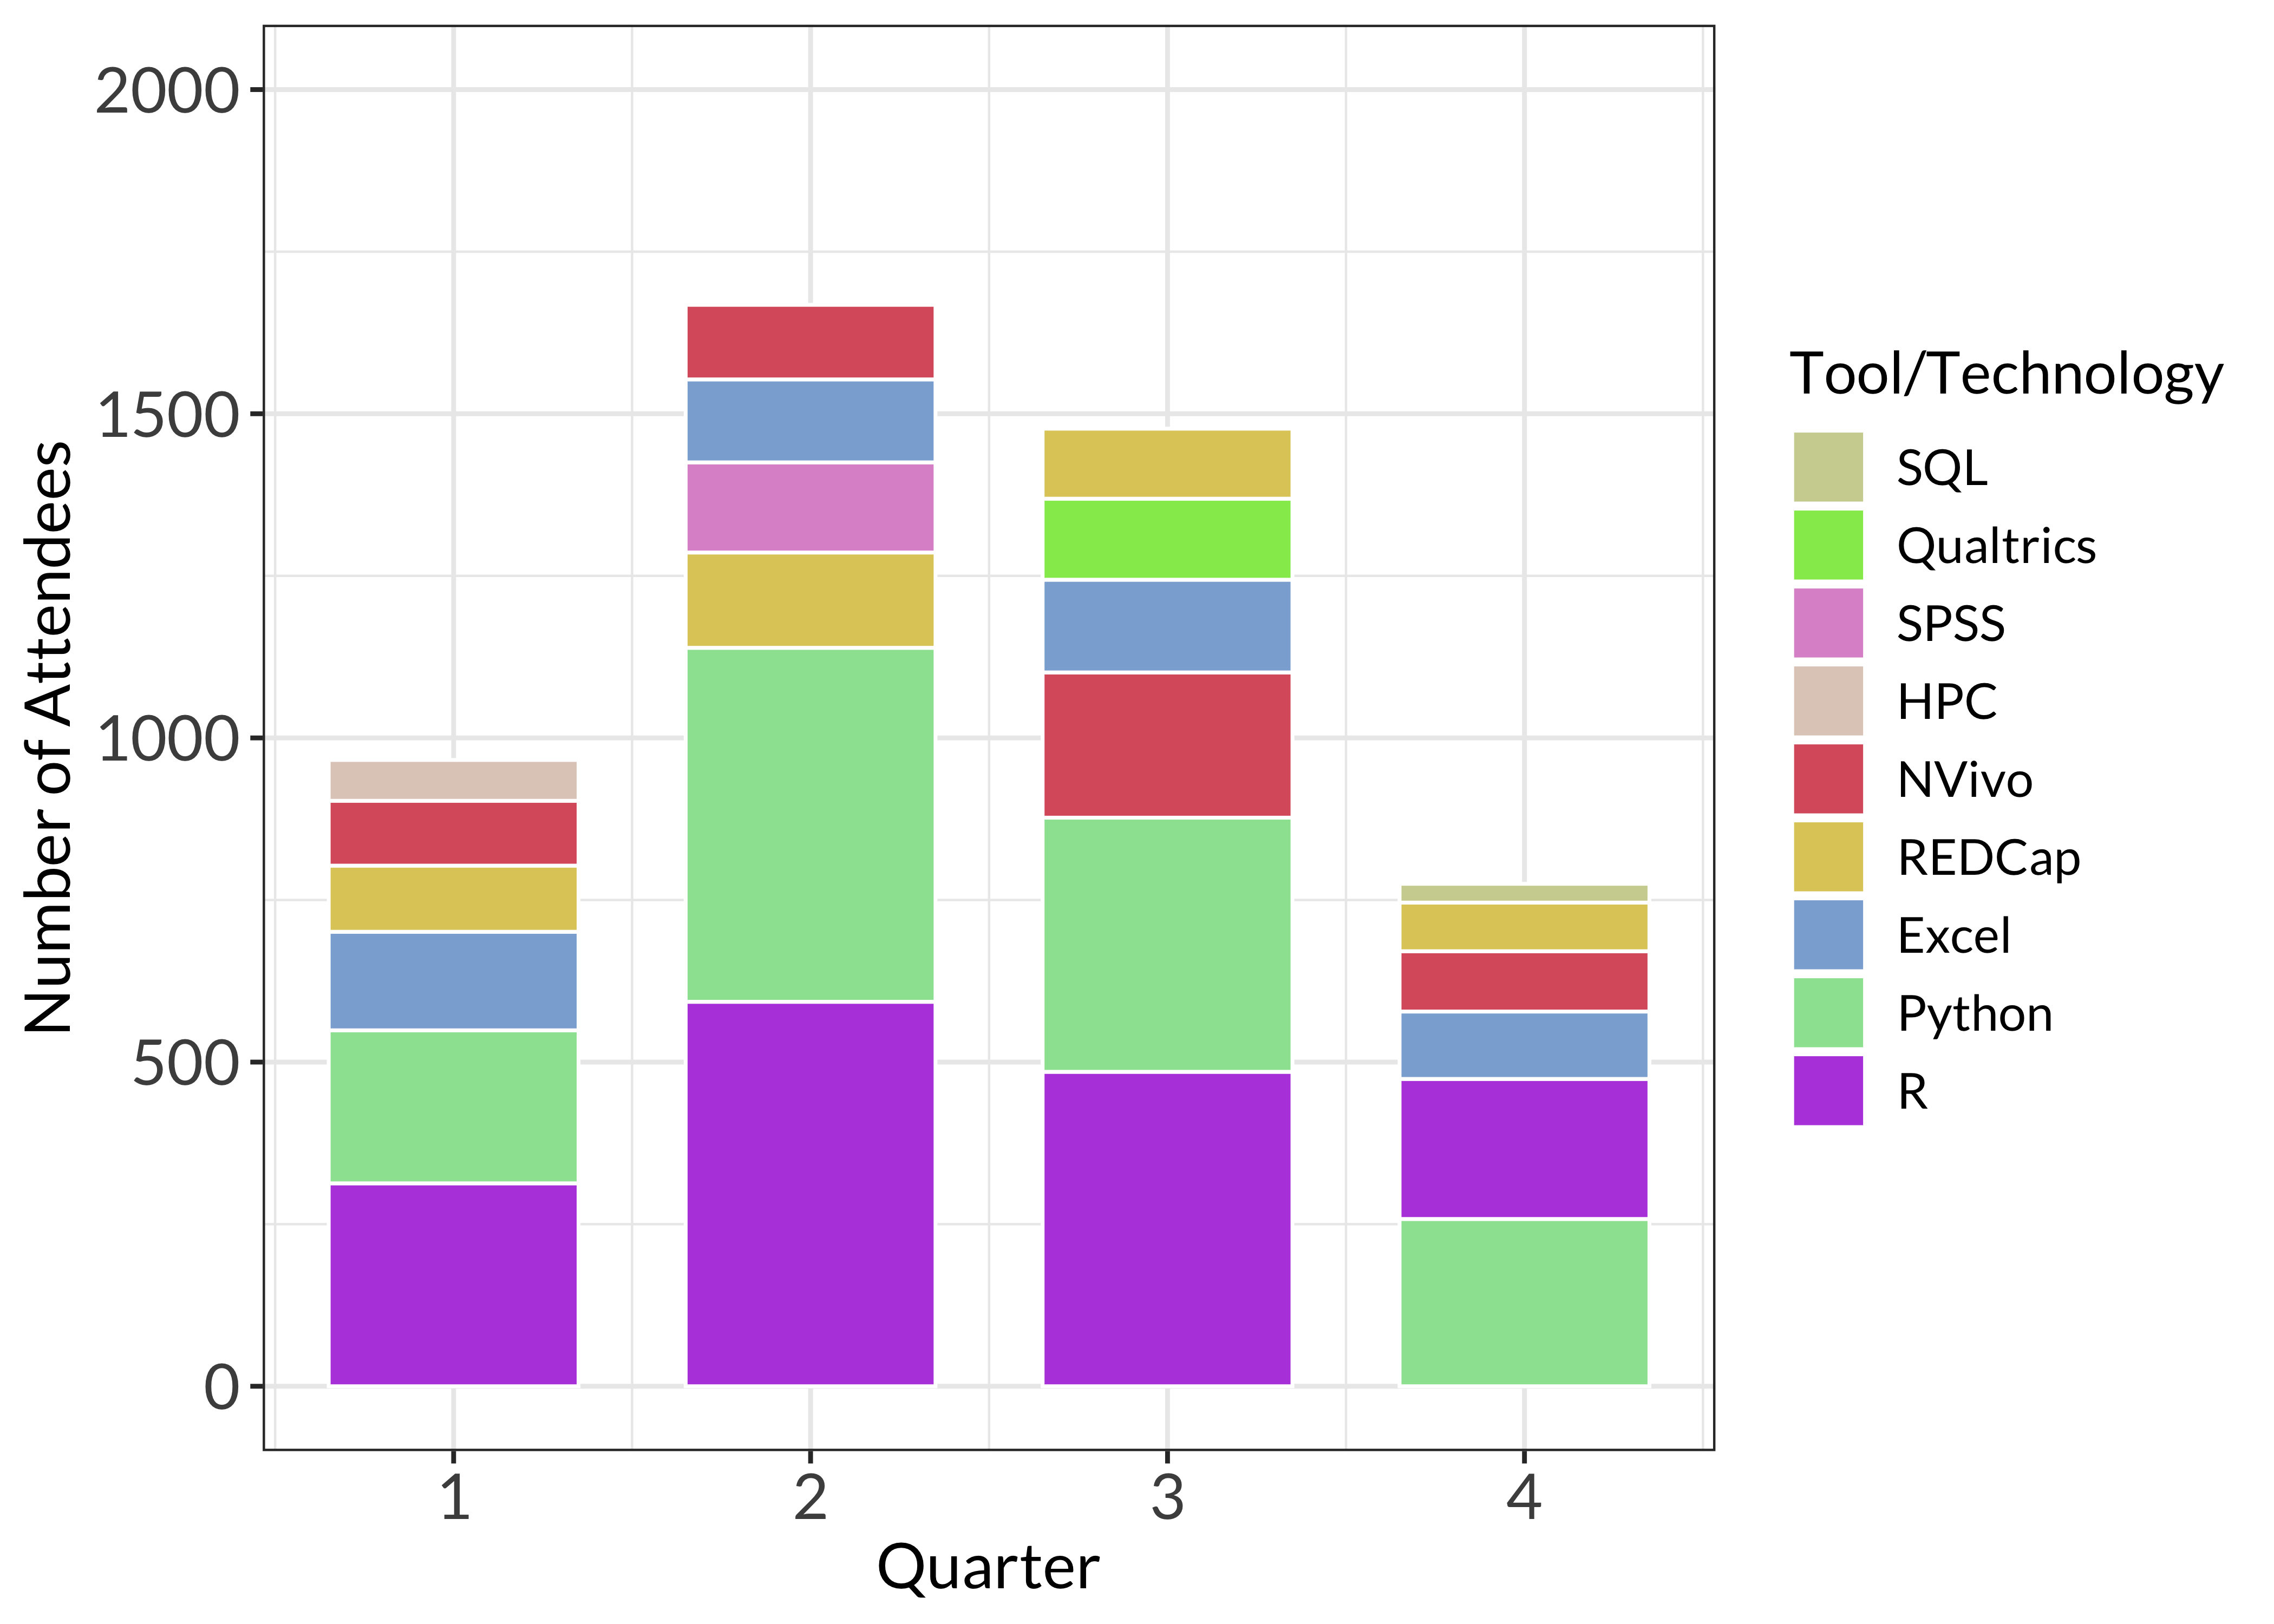 Number of Attendees
2000
1500
1000
500
0
1 2 3 4
Quarter
Tool/Technology
SQL
Qualtrics
SPSS
HPC
NVivo
REDCap
Excel
Python
R